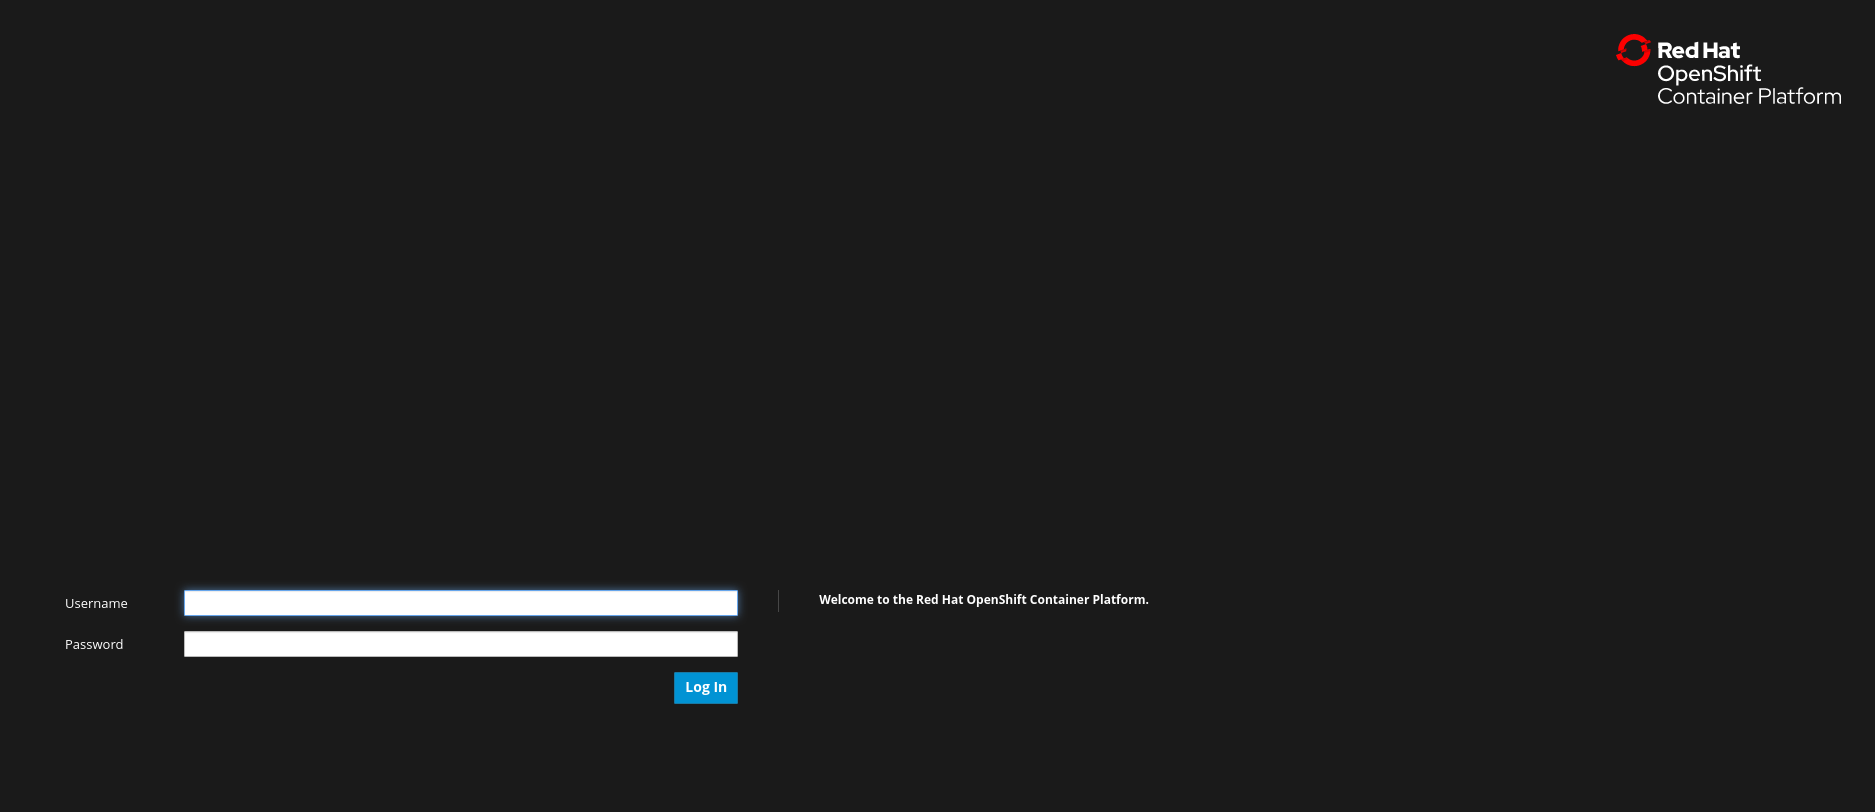 Red Hat
OpenShift
Container Platform
Username
Password
Log In
Welcome to the Red Hat OpenShift Container Platform.